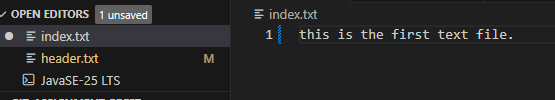 OPEN EDITORS 1 unsaved
index.txt
header.txt M
JavaSE-25 LTS
index.txt
1 this is the first text file.